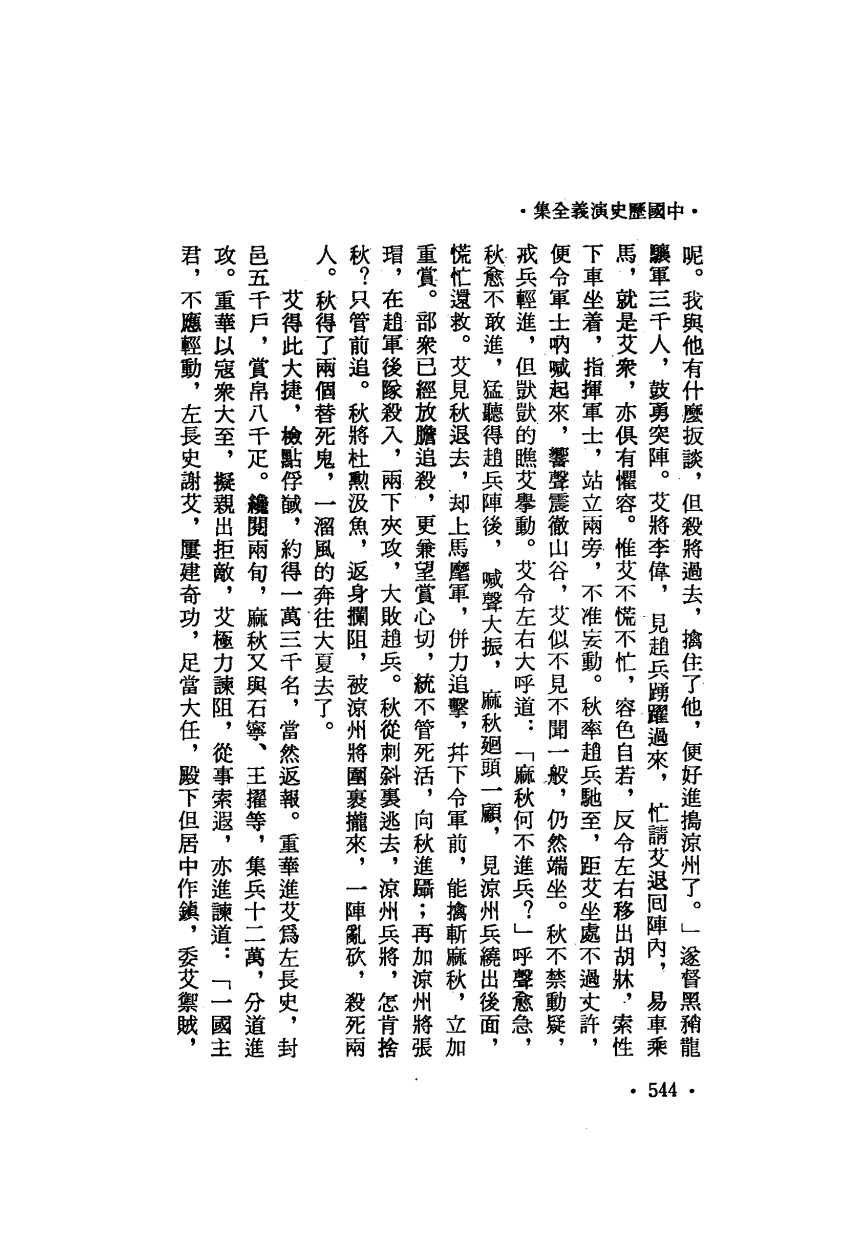 ·中國歷史演義全集·
呢。我與他有什麼扳談，但殺將過去，擒住了他，便好進搗涼州了。」遂督黑矟龍
驤軍三千人，鼓勇突陣。艾將李偉，見趙兵踴躍過來，忙請艾退回陣內，易車乘
馬，就是艾衆，亦俱有懼容。惟艾不慌不忙，容色自若，反令左右移出胡牀，索性
下車坐着，指揮軍士，站立兩旁，不准妄動。秋率趙兵馳至，距艾坐處不過丈許，
便令軍士吶喊起來，響聲震徹山谷，艾似不見不聞一般，仍然端坐。秋不禁動疑，
戒兵輕進，但獃獃的瞧艾舉動。艾令左右大呼道：「麻秋何不進兵？」呼聲愈急，
秋愈不敢進，猛聽得趙兵陣後，喊聲大振，麻秋廻頭一顧，見涼州兵繞出後面，
慌忙還救。艾見秋退去，却上馬麾軍，併力追擊，幷下令軍前，能擒斬麻秋，立加
重賞。部衆已經放膽追殺，更兼望賞心切，統不管死活，向秋進躡；再加涼州將張
瑁，在趙軍後隊殺入，兩下夾攻，大敗趙兵。秋從刺斜裏逃去，涼州兵將，怎肯捨
秋？只管前追。秋將杜勳汲魚，返身攔阻，被涼州將圍裹攏來，一陣亂砍，殺死兩
人。秋得了兩個替死鬼，一溜風的奔往大夏去了。
艾得此大捷，檢點俘馘，約得一萬三千名，當然返報。重華進艾爲左長史，封
邑五千戶，賞帛八千疋。纔閱兩旬，麻秋又與石寧、王擢等，集兵十二萬，分道進
攻。重華以寇衆大至，擬親出拒敵，艾極力諫阻，從事索遐，亦進諫道：「一國主
君，不應輕動，左長史謝艾，屢建奇功，足當大任，殿下但居中作鎮，委艾禦賊，
·544·